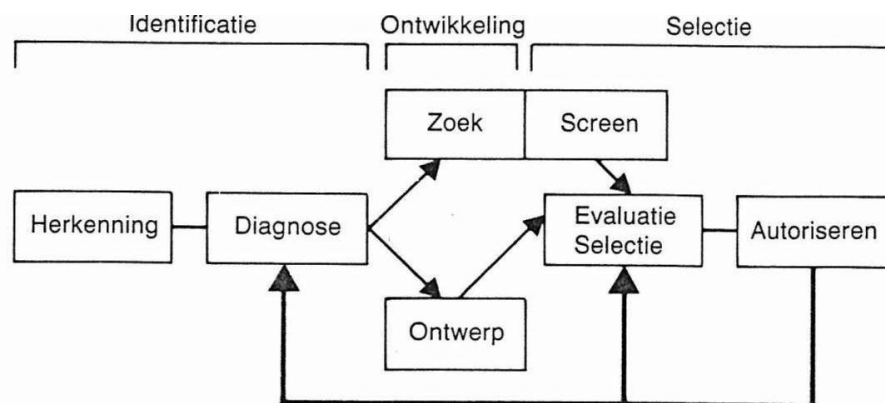 Identificatie
Ontwikkeling
Selectie
Zoek
Screen
Herkenning
Diagnose
Evaluatie
Selectie
Autoriseren
Ontwerp